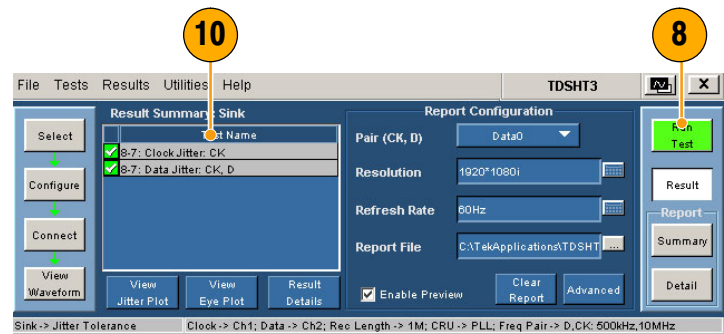 10
8
File Tests Results Utilities Help TDSHT3 X
Result Summary: Sink
Report Configuration
Select
Configure
Connect
View
Waveform
Test Name
8-7: Clock Jitter: CK
8-7: Data Jitter: CK, D
View
Jitter Plot
View
Eye Plot
Result
Details
Pair (CK, D) Data0
Resolution 1920*1080i
Refresh Rate 60Hz
Report File C:\TekApplications\TDSHT ...
Enable Preview
Clear
Report
Advanced
Run
Test
Result
Report
Summary
Detail
Sink-> Jitter Tolerance Clock-> Ch1; Data-> Ch2; Rec Length -> 1M; CRU -> PLL; Freq Pair-> D,CK: 500kHz,10MHz